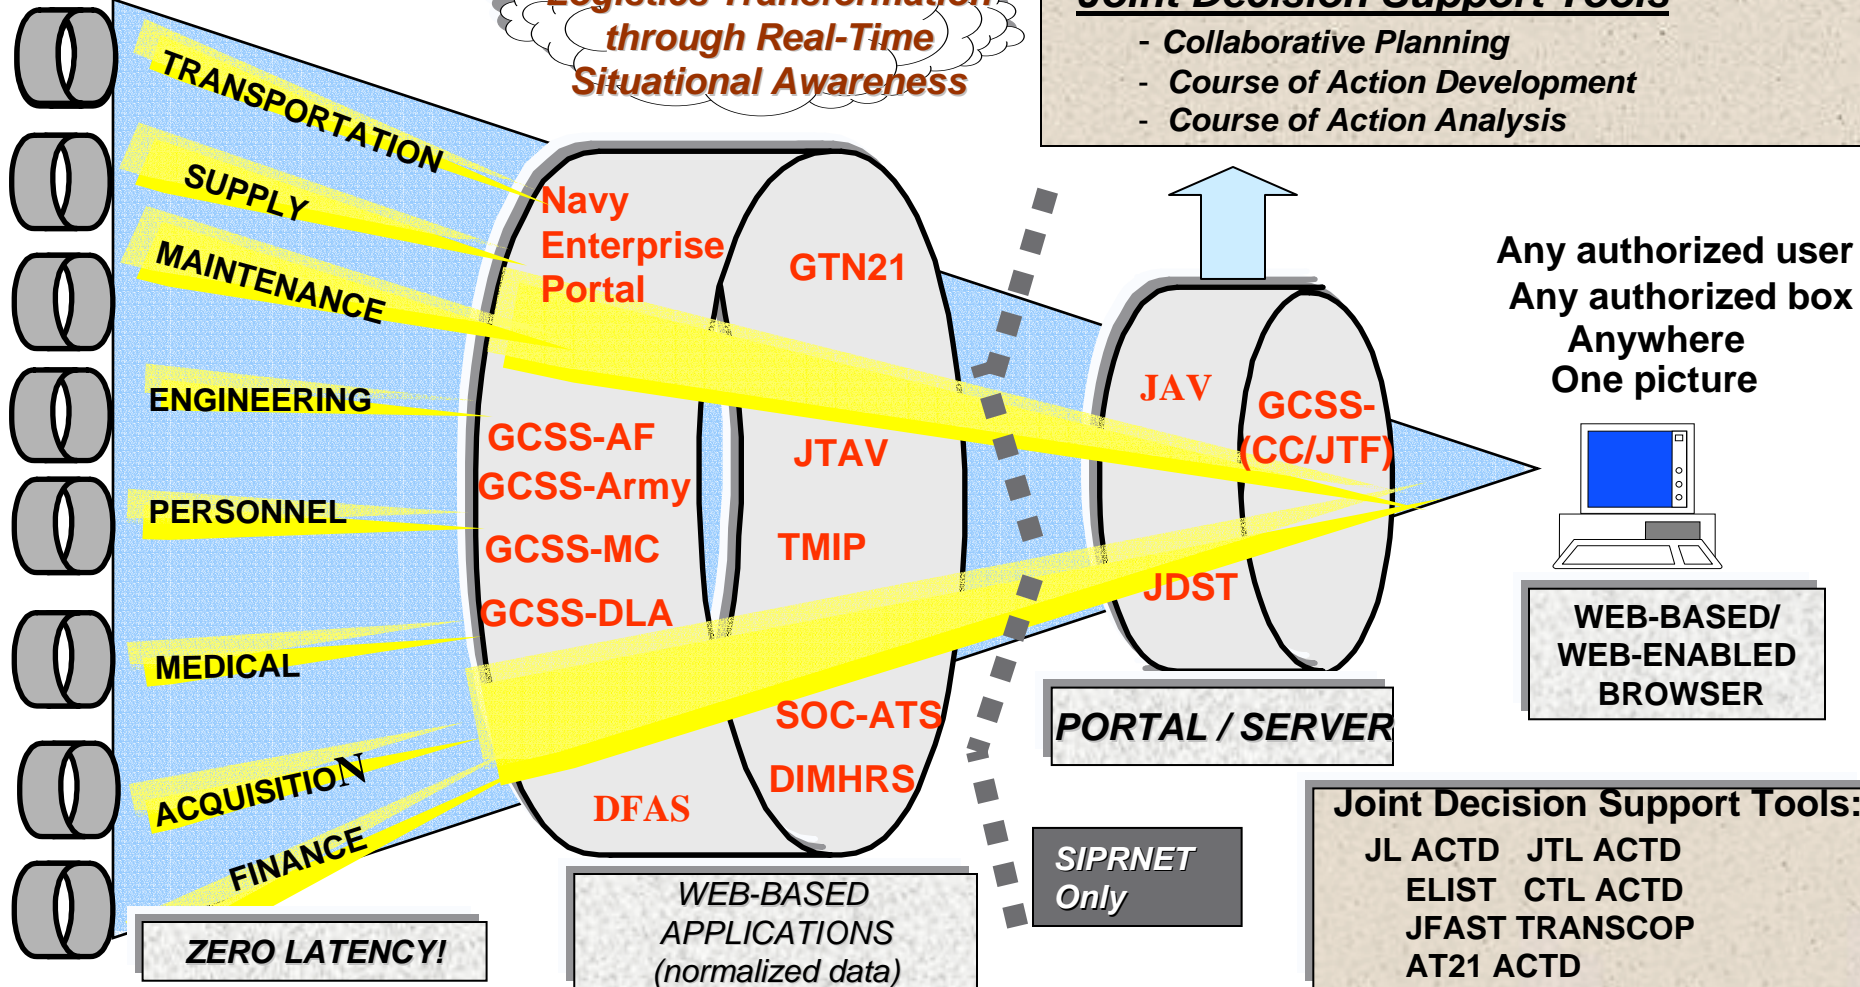 Logistics Transformation
through Real-Time
Situational Awareness
Joint Decision Support Tools
- Collaborative Planning
- Course of Action Development
- Course of Action Analysis
TRANSPORTATION
SUPPLY
MAINTENANCE
ENGINEERING
PERSONNEL
MEDICAL
ACQUISITION
FINANCE
Navy
Enterprise
Portal
GCSS-AF
GCSS-Army
GCSS-MC
GCSS-DLA
DFAS
GTN21
JTAV
TMIP
SOC-ATS
DIMHRS
JAV
GCSS-
(CC/JTF)
JDST
Any authorized user
Any authorized box
Anywhere
One picture
WEB-BASED/
WEB-ENABLED
BROWSER
PORTAL / SERVER
SIPRNET
Only
ZERO LATENCY!
WEB-BASED
APPLICATIONS
(normalized data)
Joint Decision Support Tools:
JL ACTD JTL ACTD
ELIST CTL ACTD
JFAST TRANSCOP
AT21 ACTD